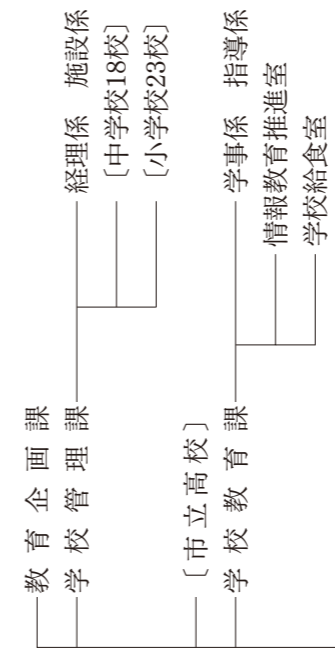 教育企画課
学校管理課 経理係 施設係
〔中学校18校〕
〔小学校23校〕
〔市立高校〕
学校教育課 学事係 指導係
情報教育推進室
学校給食室